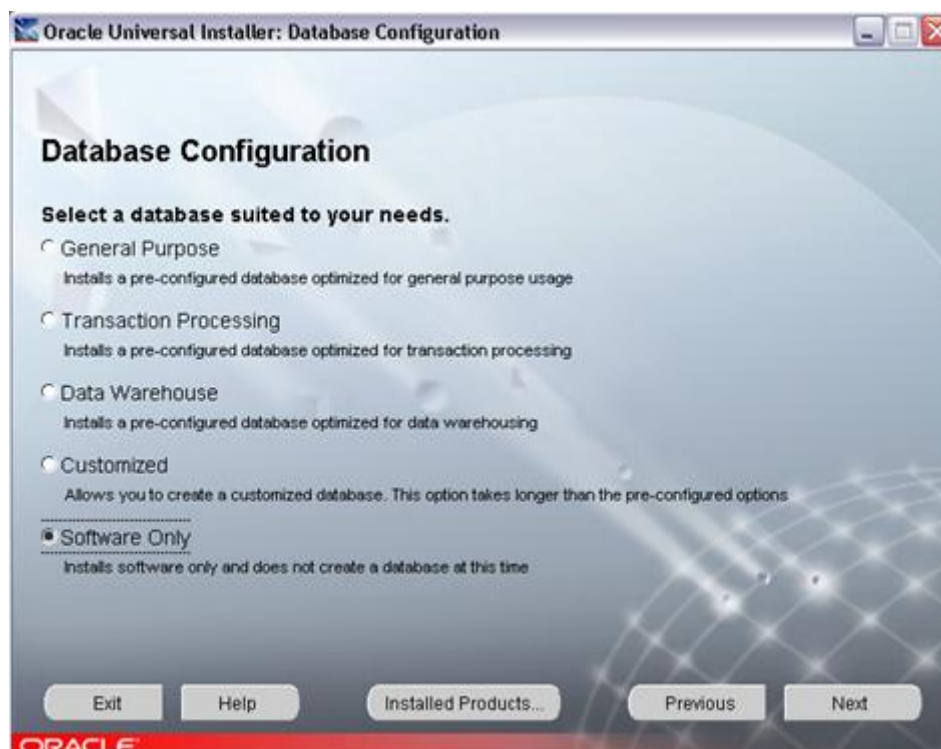 Oracle Universal Installer: Database Configuration
Database Configuration
Select a database suited to your needs.
General Purpose
Installs a pre-configured database optimized for general purpose usage
Transaction Processing
Installs a pre-configured database optimized for transaction processing
Data Warehouse
Installs a pre-configured database optimized for data warehousing
Customized
Allows you to create a customized database. This option takes longer than the pre-configured options
Software Only
Installs software only and does not create a database at this time
Exit Help Installed Products... Previous Next
ORACLE